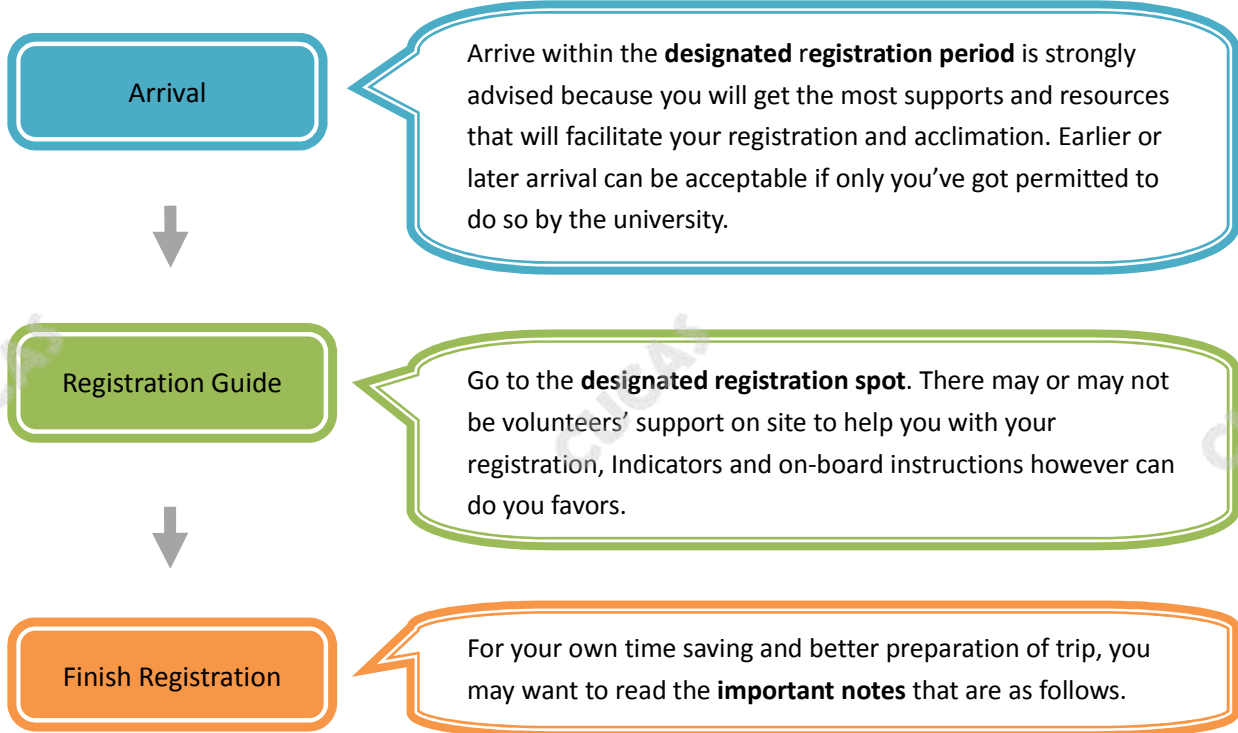 Arrival
Arrive within the designated registration period is strongly
advised because you will get the most supports and resources
that will facilitate your registration and acclimation. Earlier or
later arrival can be acceptable if only you've got permitted to
do so by the university.
Registration Guide
Go to the designated registration spot. There may or may not
be volunteers' support on site to help you with your
registration, Indicators and on-board instructions however can
do you favors.
CUCAS
Finish Registration
For your own time saving and better preparation of trip, you
may want to read the important notes that are as follows.